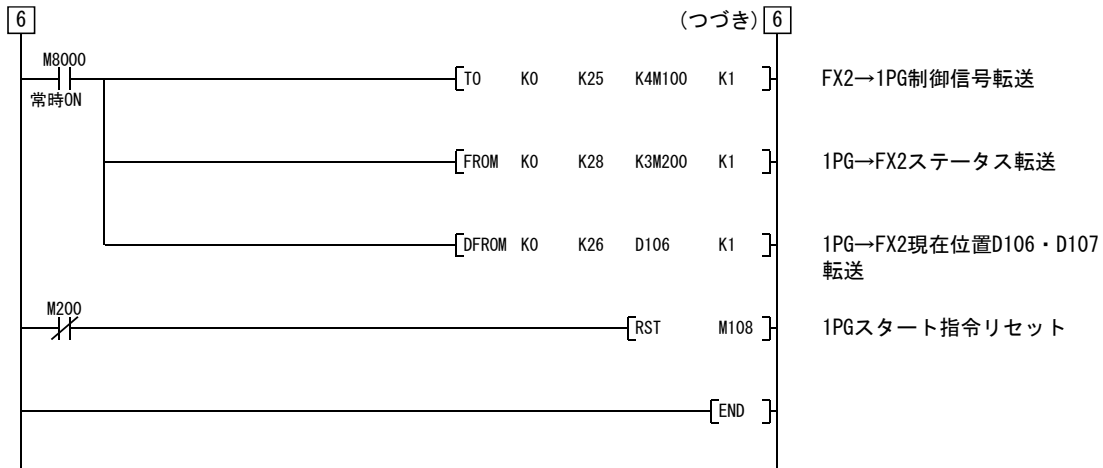 6 (つづき) 6
M8000
常時ON
TO K0 K25 K4M100 K1 FX2→1PG制御信号転送
FROM K0 K28 K3M200 K1 1PG→FX2ステータス転送
DFROM K0 K26 D106 K1 1PG→FX2現在位置D106・D107
転送
M200
RST M108 1PGスタート指令リセット
END